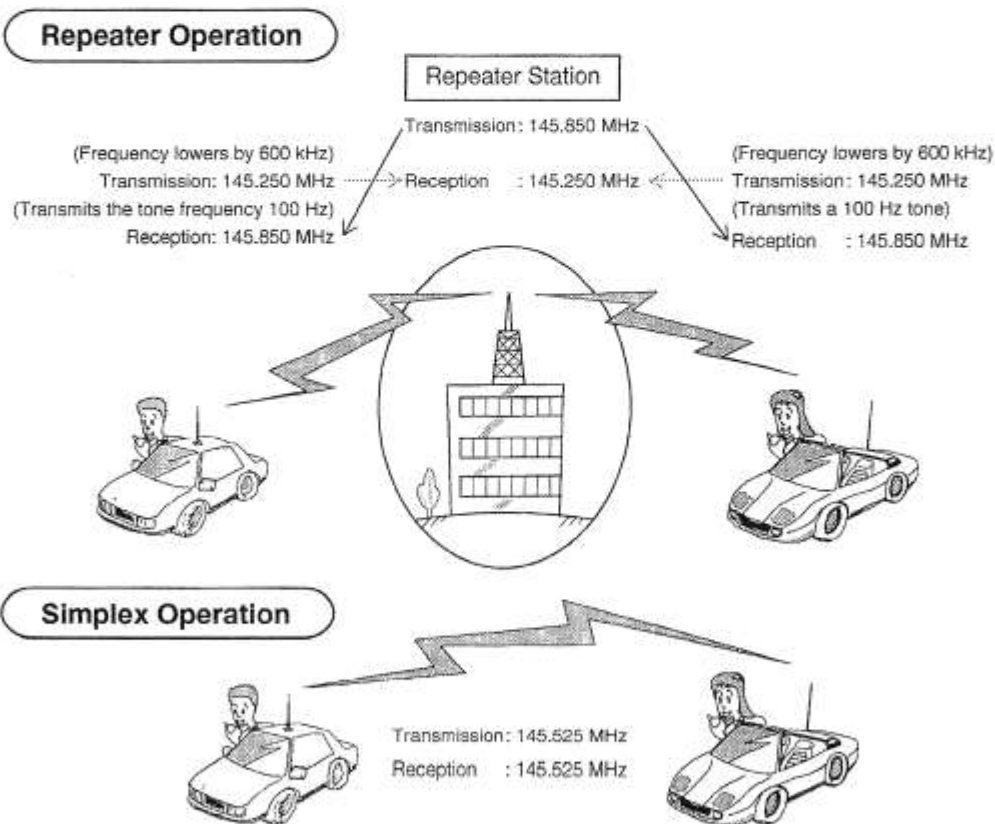 Repeater Operation
Repeater Station
Transmission: 145.850 MHz
(Frequency lowers by 600 kHz)
Transmission: 145.250 MHz
(Transmits the tone frequency 100 Hz)
Reception: 145.850 MHz
Reception : 145.250 MHz
(Frequency lowers by 600 kHz)
Transmission: 145.250 MHz
(Transmits a 100 Hz tone)
Reception : 145.850 MHz
Simplex Operation
Transmission: 145.525 MHz
Reception : 145.525 MHz